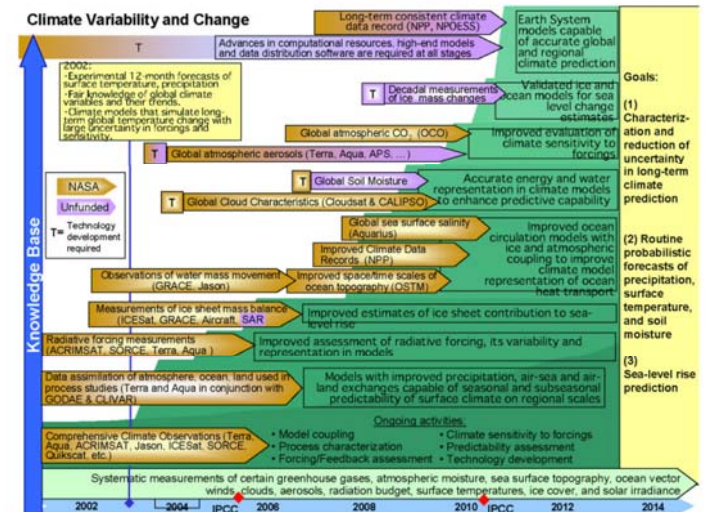 Climate Variability and Change
Long-term consistent climate
data record (NPP, NPOESS)
Earth System
models capable
of accurate global
and regional
climate prediction
T
Advances in computational resources, high-end models
and data distribution software are required at all stages
2002:
-Experimental 12-month forecasts of
surface temperature, precipitation
-Fair knowledge of global climate
variables and their trends.
-Climate models that simulate long-
term global temperature change with
large uncertainty in forcings and
sensitivity.
T
Decadal measurements
of ice mass changes
Validated ice and
ocean models for sea
level change
estimates
Goals:
(1)
Characteriz-
ation and
reduction of
uncertainty
in long-term
climate
prediction
(2) Routine
probabilistic
forecasts of
precipitation,
surface
temperature,
and soil
moisture
(3)
Sea-level rise
prediction
Global atmospheric CO2 (OCO)
Improved evaluation of
climate sensitivity to
forcings
T
Global atmospheric aerosols (Terra, Aqua, APS, ...)
NASA
Unfunded
T= Technology
development
required
T
Global Soil Moisture
T
Global Cloud Characteristics (Cloudsat & CALIPSO)
Accurate energy and water
representation in climate models
to enhance predictive capability
Global sea surface salinity
(Aquarius)
Improved Climate Data
Records (NPP)
Improved ocean
circulation models with
ice and atmospheric
coupling to improve
climate model
representation of ocean
heat transport
Observations of water mass movement
(GRACE, Jason)
Improved space/time scales of
ocean topography (OSTM)
Measurements of ice sheet mass balance
(ICESat, GRACE, Aircraft, SAR
Improved estimates of ice sheet contribution to sea-
level rise
Radiative forcing measurements
(ACRIMSAT, SORCE, Terra, Aqua )
Improved assessment of radiative forcing, its variability and
representation in models
Data assimilation of atmosphere, ocean, land used in
process studies (Terra and Aqua in conjunction with
GODAE & CLIVAR)
Models with improved precipitation, air-sea and air-
land exchanges capable of seasonal and subseasonal
predictability of surface climate on regional scales
Comprehensive Climate Observations (Terra,
Aqua, ACRIMSAT, Jason, ICESat, SORCE,
Quikscat, etc.)
Ongoing activities:
• Model coupling
• Process characterization
• Forcing/Feedback assessment
• Climate sensitivity to forcings
• Predictability assessment
• Technology development
Knowledge Base
Systematic measurements of certain greenhouse gases, atmospheric moisture, sea surface topography, ocean vector
winds, clouds, aerosols, radiation budget, surface temperatures, ice cover, and solar irradiance
2002 2004 IPCC 2006 2008 2010 IPCC 2012 2014